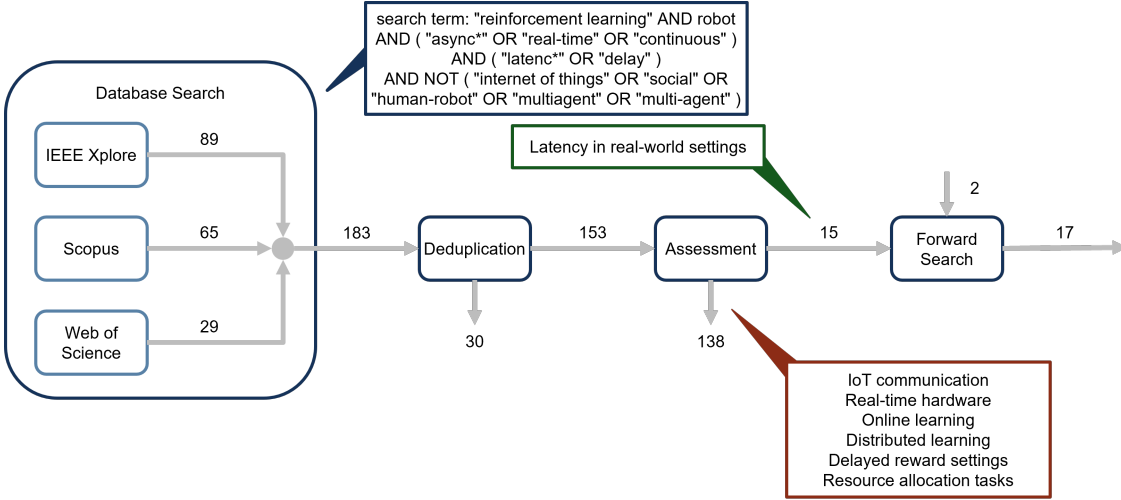 search term: "reinforcement learning" AND robot
AND ( "async*" OR "real-time" OR "continuous" )
AND ( "latenc*" OR "delay" )
AND NOT ( "internet of things" OR "social" OR
"human-robot" OR "multiagent" OR "multi-agent" )
Database Search
IEEE Xplore
89
Scopus
65
Web of
Science
29
183
Deduplication
30
153
Assessment
138
Latency in real-world settings
15
Forward
Search
2
17
IoT communication
Real-time hardware
Online learning
Distributed learning
Delayed reward settings
Resource allocation tasks